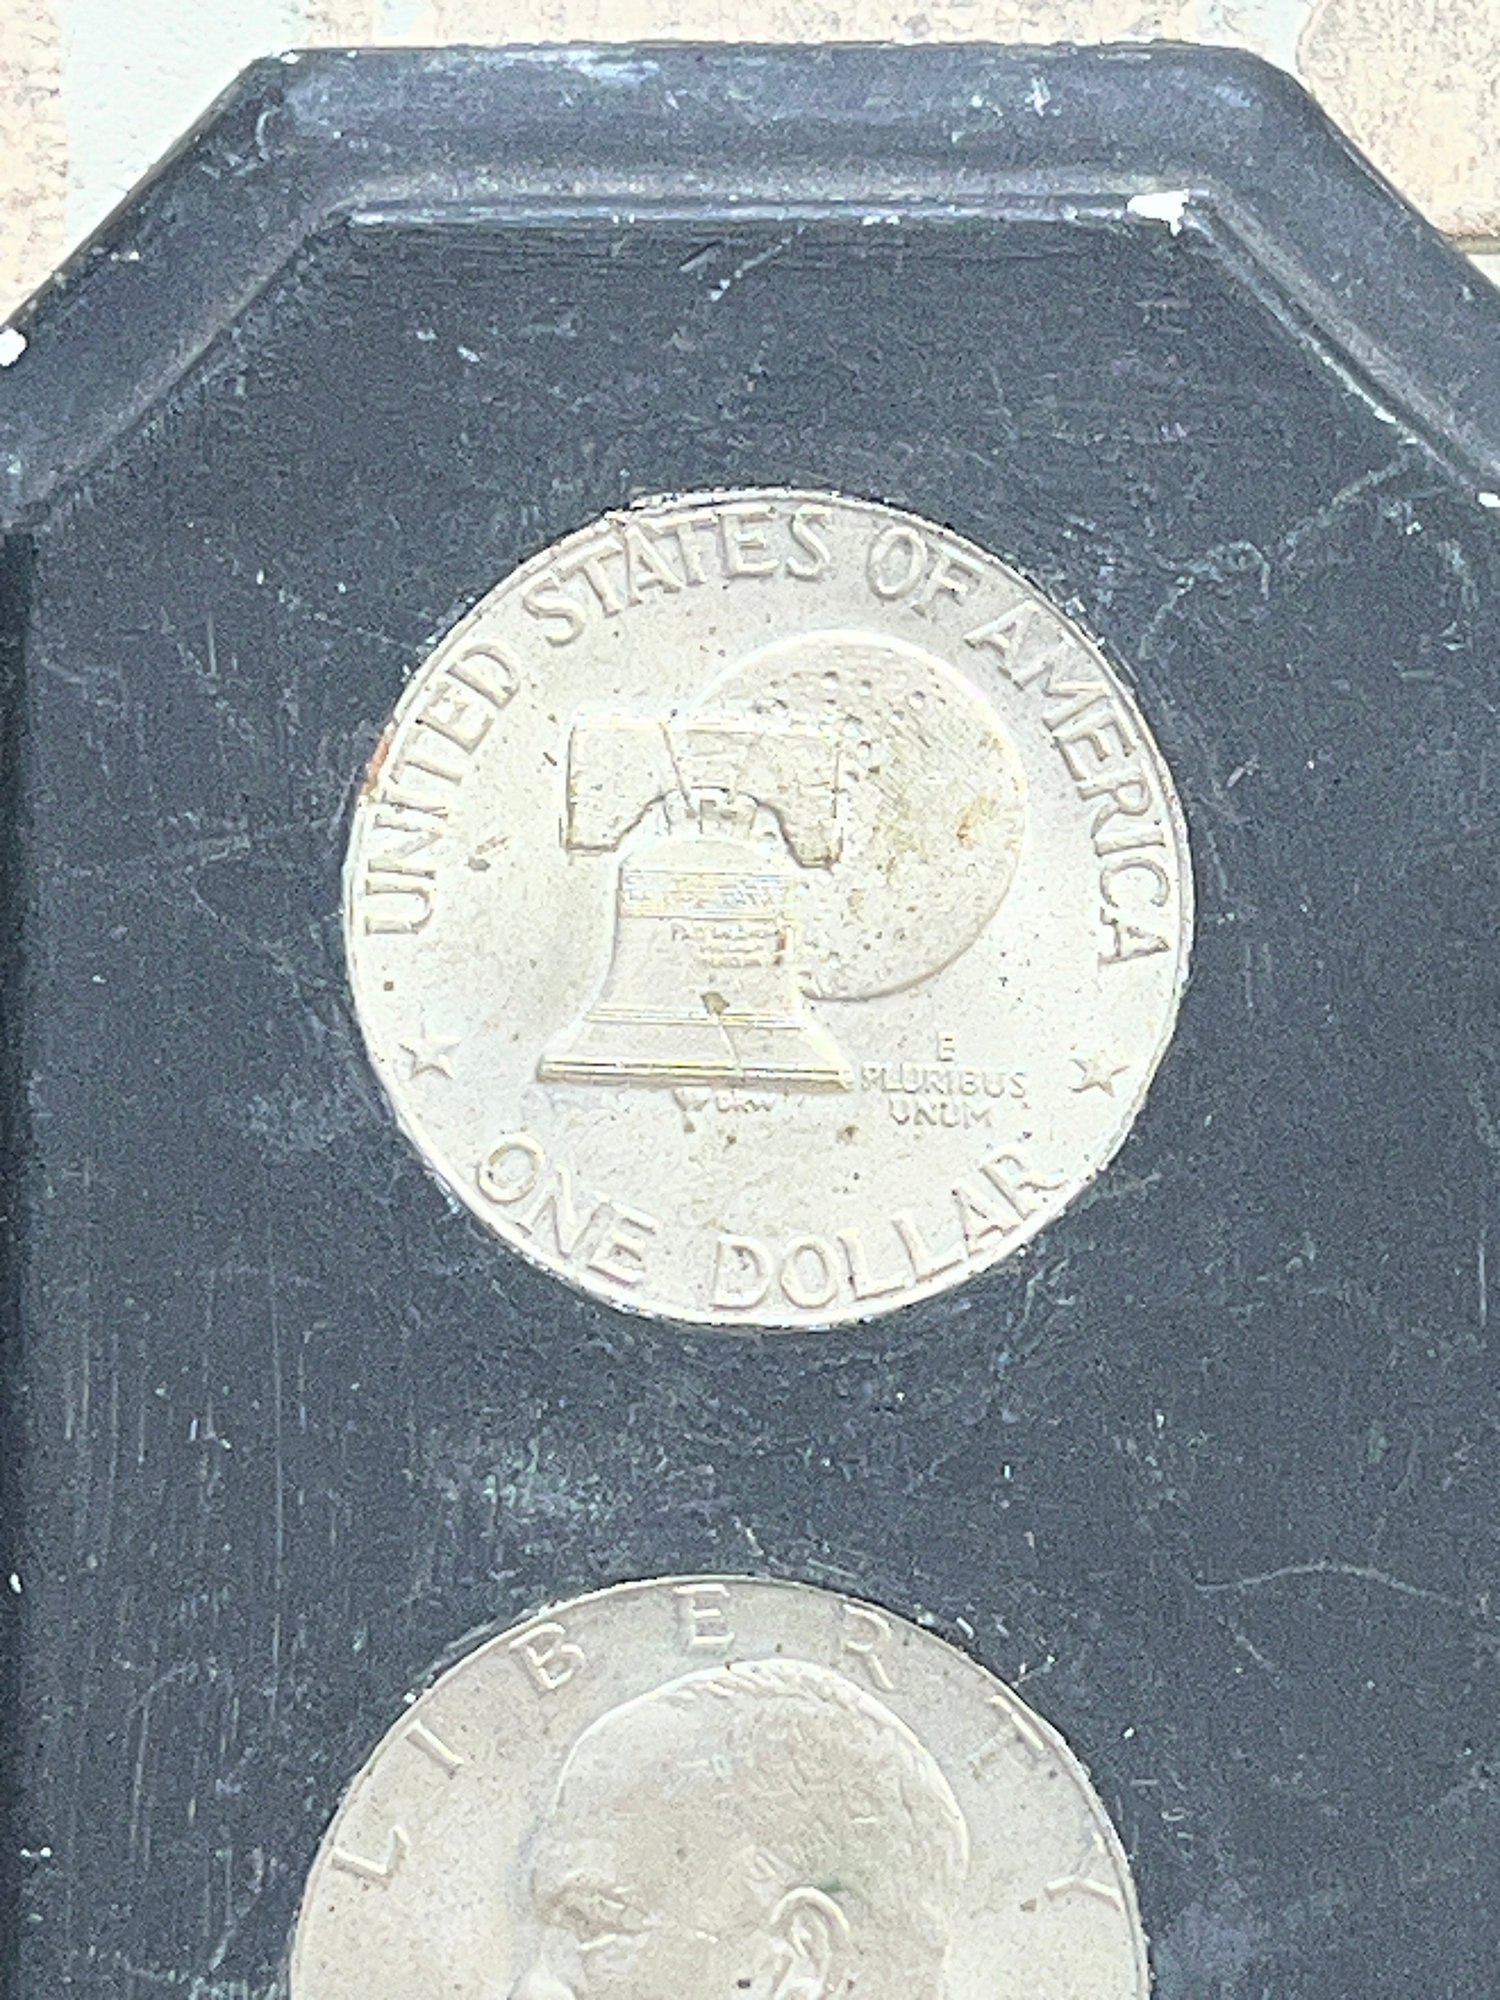 UNITED STATES OF AMERICA
E
PLURIBUS
UNUM
ONE DOLLAR
LIBERTY